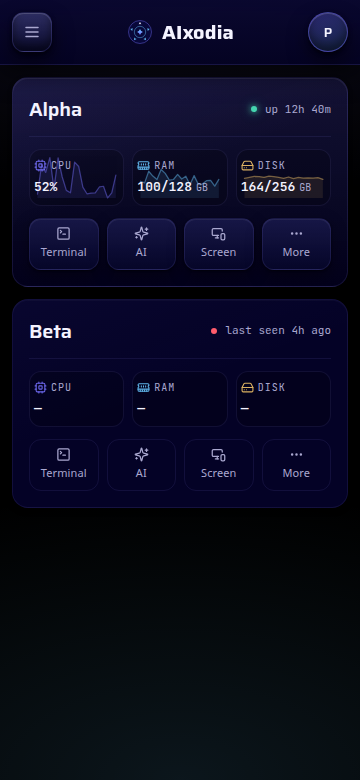 AIxodia
P
Alpha
up 12h 40m
CPU
52%
RAM
100/128 GB
DISK
164/256 GB
Terminal
AI
Screen
More
Beta
last seen 4h ago
CPU
—
RAM
—
DISK
—
Terminal
AI
Screen
More